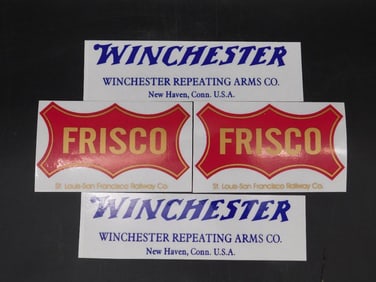 WINCHESTER
WINCHESTER REPEATING ARMS CO.
New Haven, Conn. U.S.A.
FRISCO
St. Louis-San Francisco Railway Co.
FRISCO
St. Louis-San Francisco Railway Co.
WINCHESTER
WINCHESTER REPEATING ARMS CO.
New Haven, Conn. U.S.A.